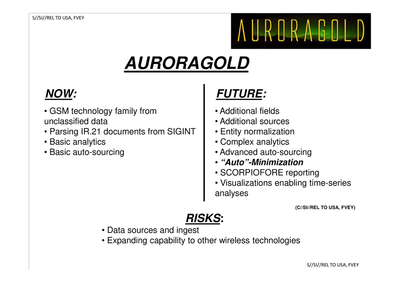 S//SI//REL TO USA, FVEY
AURORAGOLD
AURORAGOLD
NOW:
• GSM technology family from
unclassified data
• Parsing IR.21 documents from SIGINT
• Basic analytics
• Basic auto-sourcing
FUTURE:
• Additional fields
• Additional sources
• Entity normalization
• Complex analytics
• Advanced auto-sourcing
• “Auto”-Minimization
• SCORPIOFORE reporting
• Visualizations enabling time-series
analyses
(C//SI//REL TO USA, FVEY)
RISKS:
• Data sources and ingest
• Expanding capability to other wireless technologies
S//SI//REL TO USA, FVEY